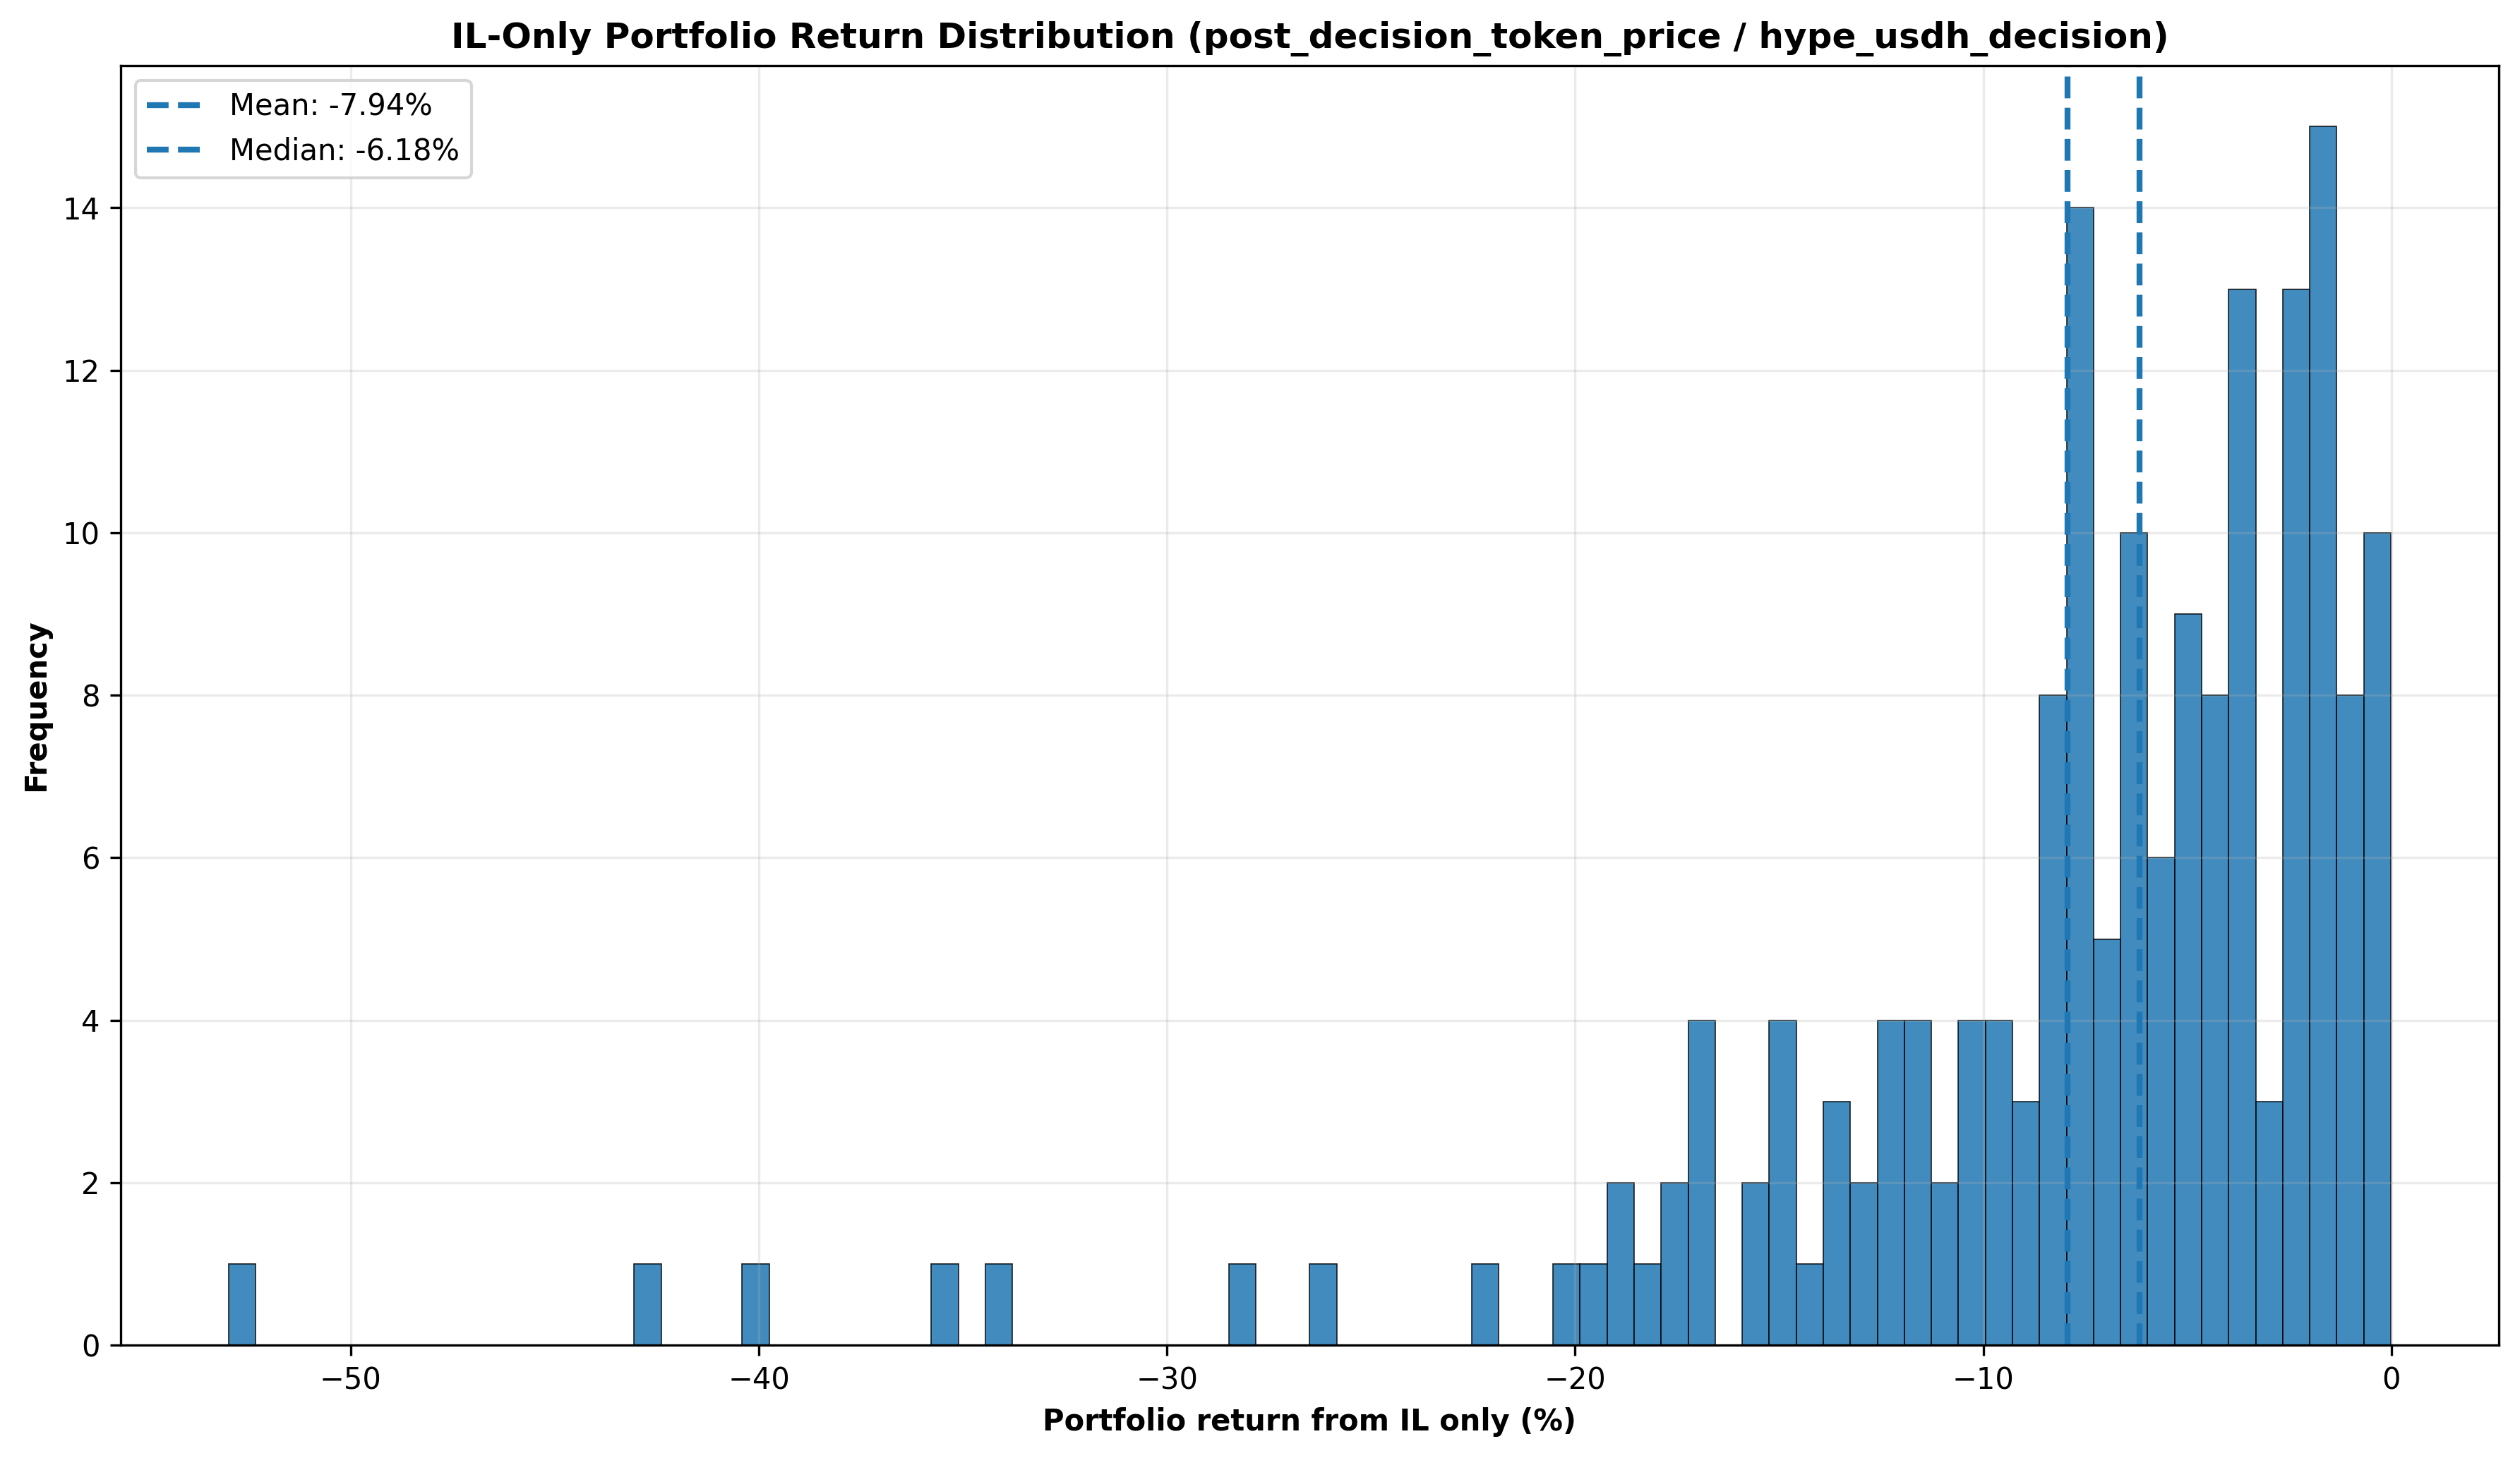 IL-Only Portfolio Return Distribution (post_decision_token_price / hype_usdh_decision)
Mean: -7.94%
Median: -6.18%
Frequency
14
12
10
8
6
4
2
0
−50
−40
−30
−20
−10
0
Portfolio return from IL only (%)